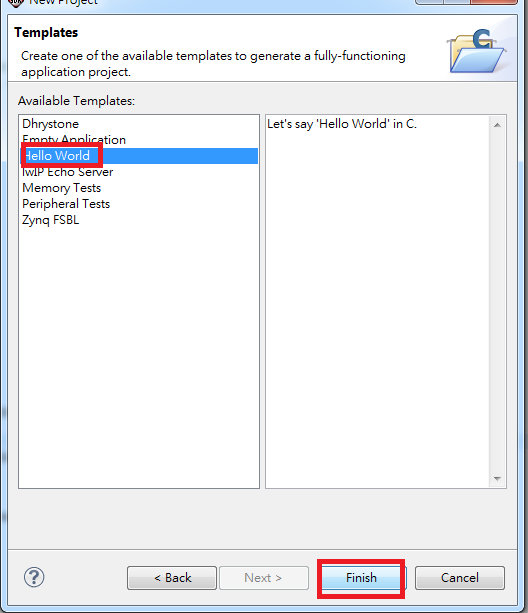 New Project
Templates
Create one of the available templates to generate a fully-functioning
application project.
Available Templates:
Dhrystone
Empty Application
Hello World
lwIP Echo Server
Memory Tests
Peripheral Tests
Zynq FSBL
Let's say 'Hello World' in C.
< Back
Next >
Finish
Cancel